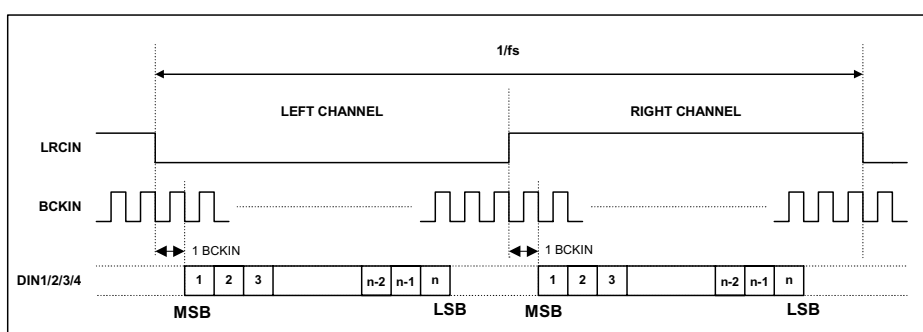 1/fs
LEFT CHANNEL RIGHT CHANNEL
LRCIN
BCKIN
1 BCKIN 1 BCKIN
DIN1/2/3/4 1 2 3 n-2 n-1 n 1 2 3 n-2 n-1 n
MSB LSB MSB LSB